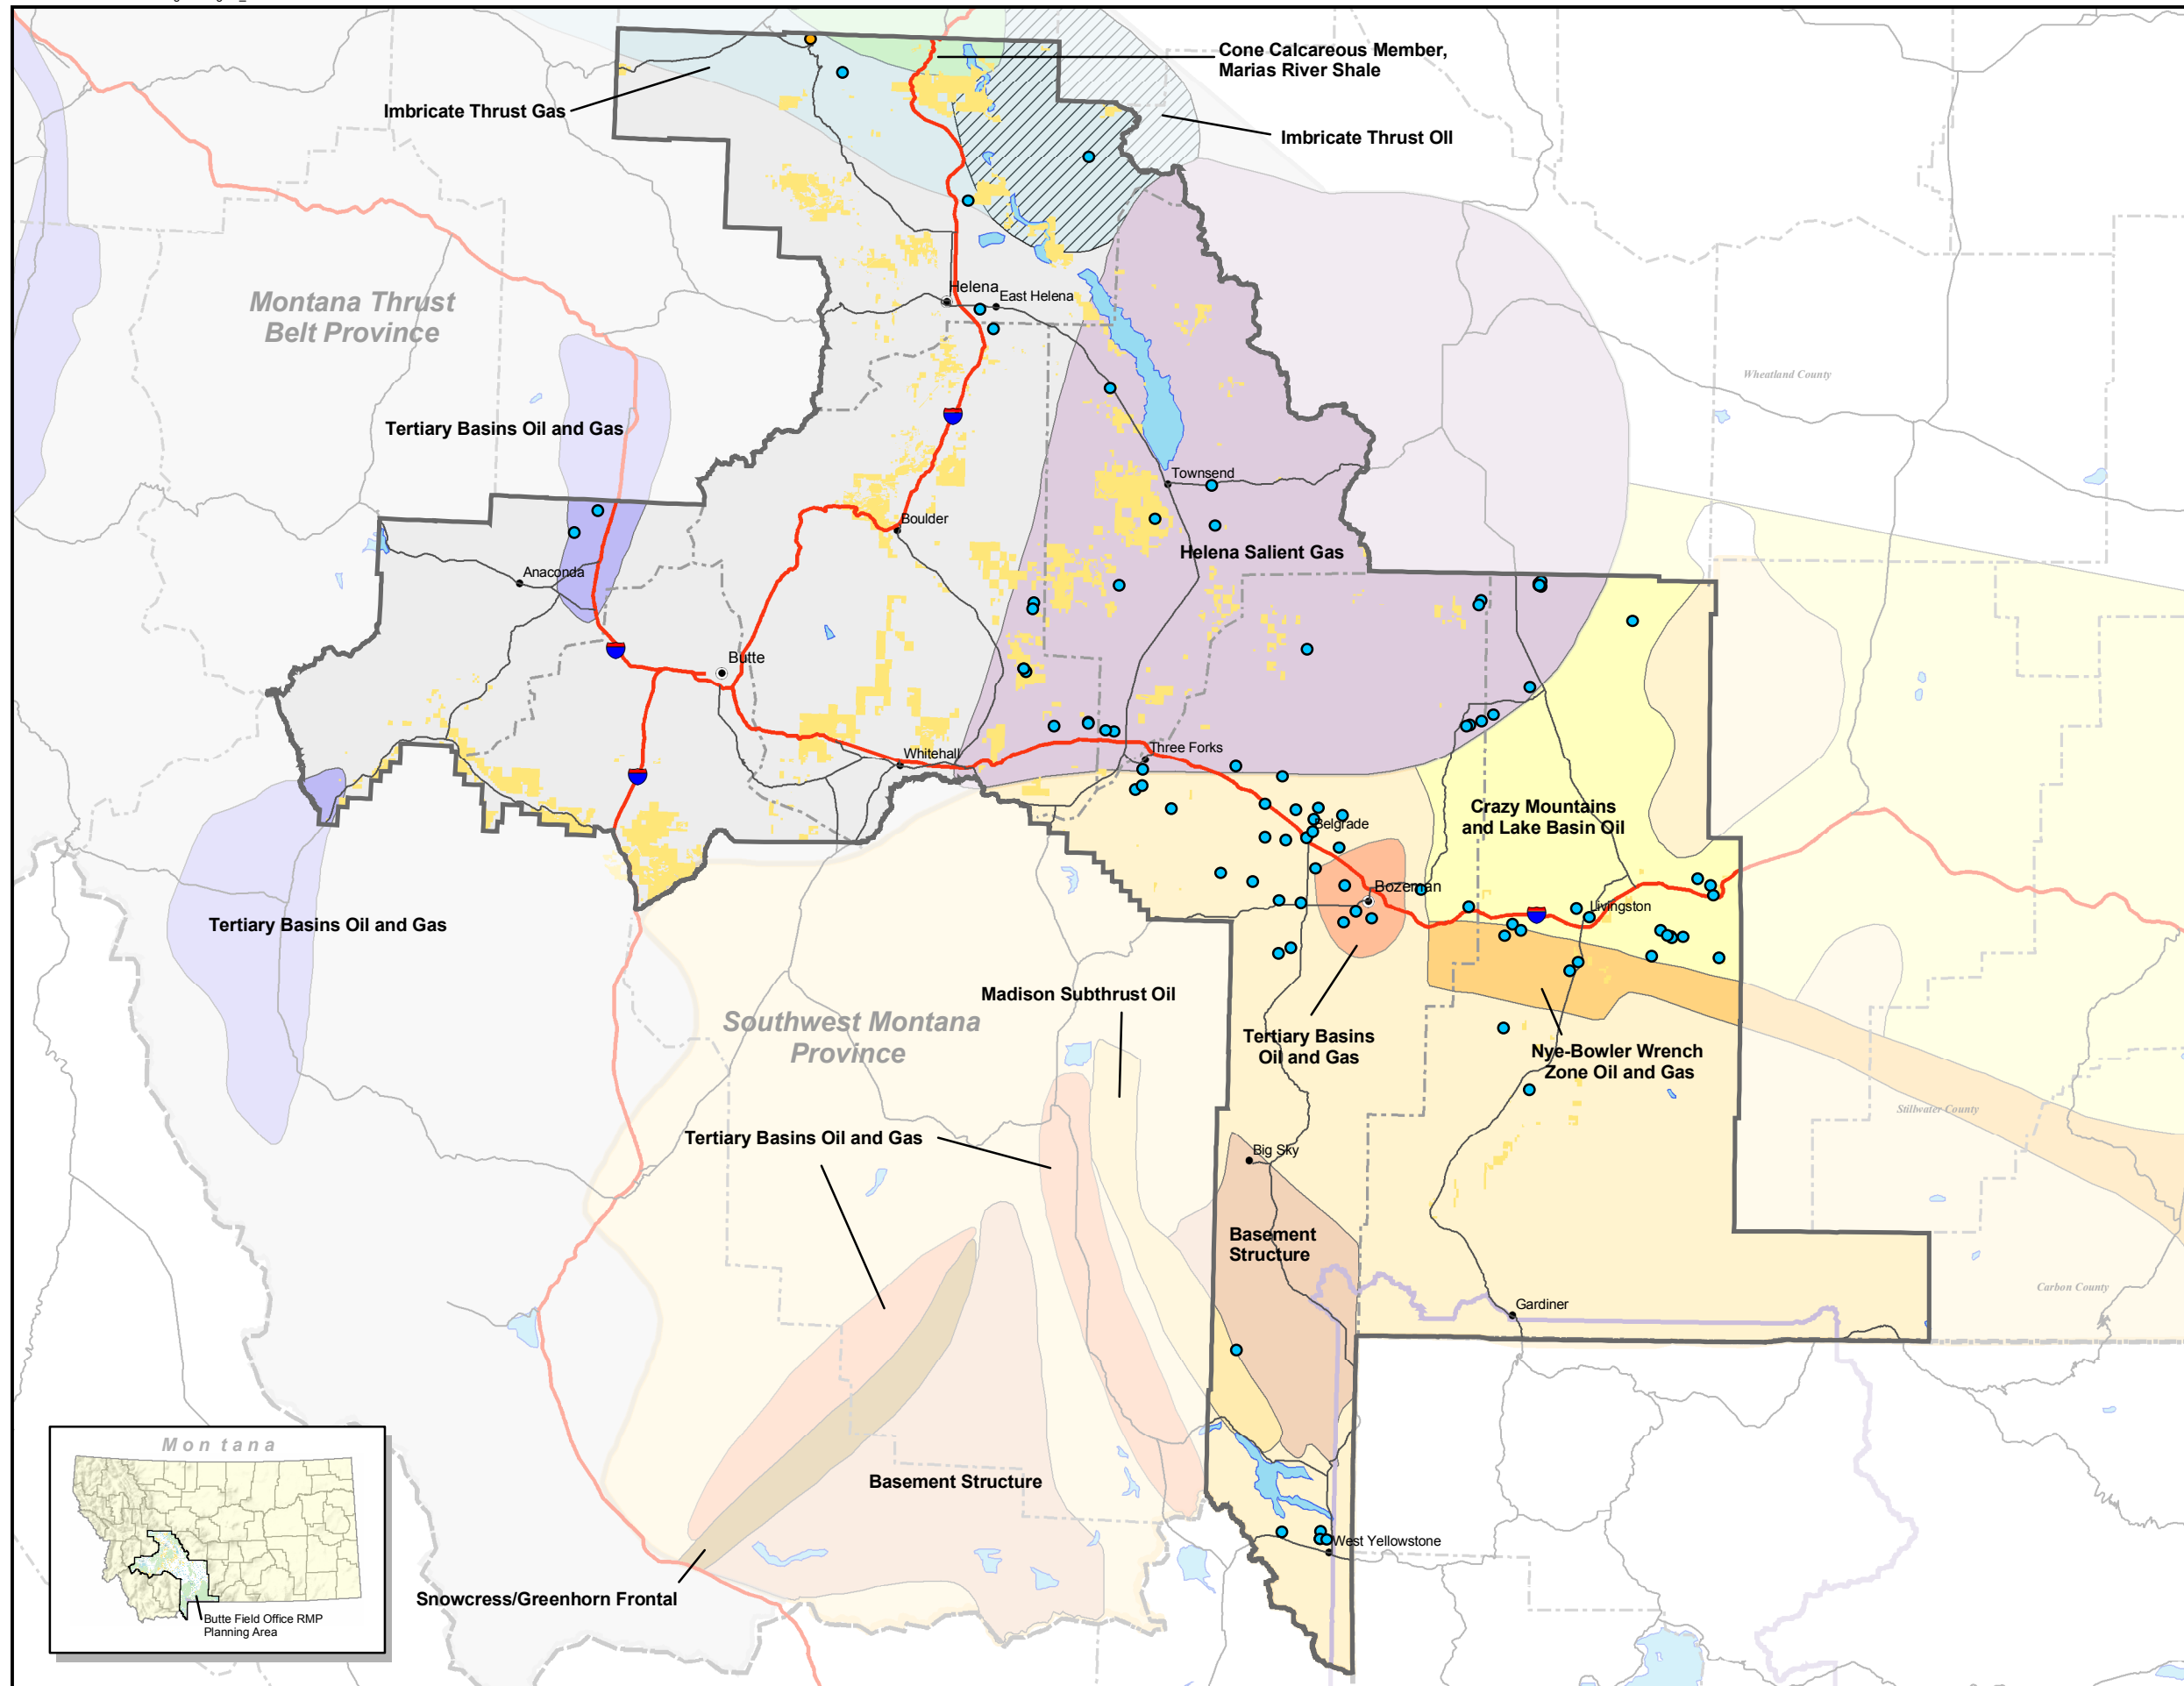 Cone Calcareous Member,
Marias River Shale
Imbricate Thrust Gas
Imbricate Thrust Oil
Montana Thrust
Belt Province
Helena
East Helena
Wheatland County
Tertiary Basins Oil and Gas
Townsend
Boulder
Helena Salient Gas
Anaconda
Butte
Whitehall
Three Forks
Crazy Mountains
and Lake Basin Oil
Belgrade
Bozeman
Livingston
Tertiary Basins Oil and Gas
Madison Subthrust Oil
Southwest Montana
Province
Tertiary Basins
Oil and Gas
Nye-Bowler Wrench
Zone Oil and Gas
Stillwater County
Tertiary Basins Oil and Gas
Big Sky
Basement
Structure
Carbon County
Gardiner
Montana
Basement Structure
West Yellowstone
Snowcress/Greenhorn Frontal
Butte Field Office RMP
Planning Area